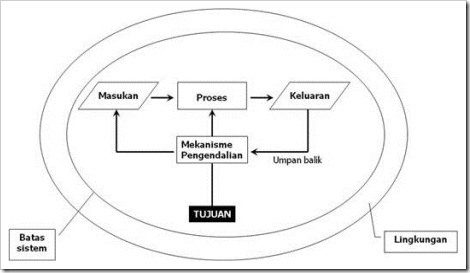 Masukan
Proses
Keluaran
Mekanisme
Pengendalian
Umpan balik
TUJUAN
Batas
sistem
Lingkungan